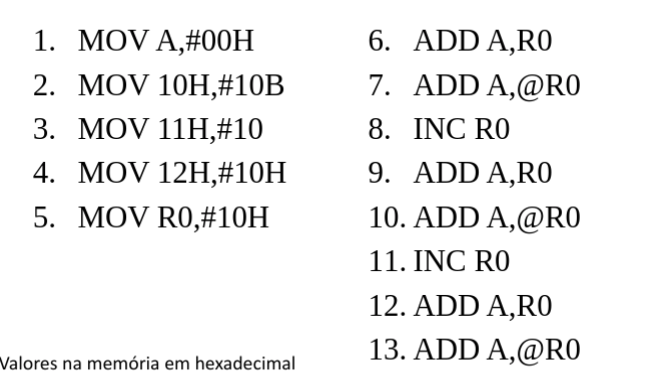 1. MOV A,#00H
2. MOV 10H,#10B
3. MOV 11H,#10
4. MOV 12H,#10H
5. MOV R0,#10H
6. ADD A,R0
7. ADD A,@R0
8. INC R0
9. ADD A,R0
10. ADD A,@R0
11. INC R0
12. ADD A,R0
13. ADD A,@R0
Valores na memória em hexadecimal